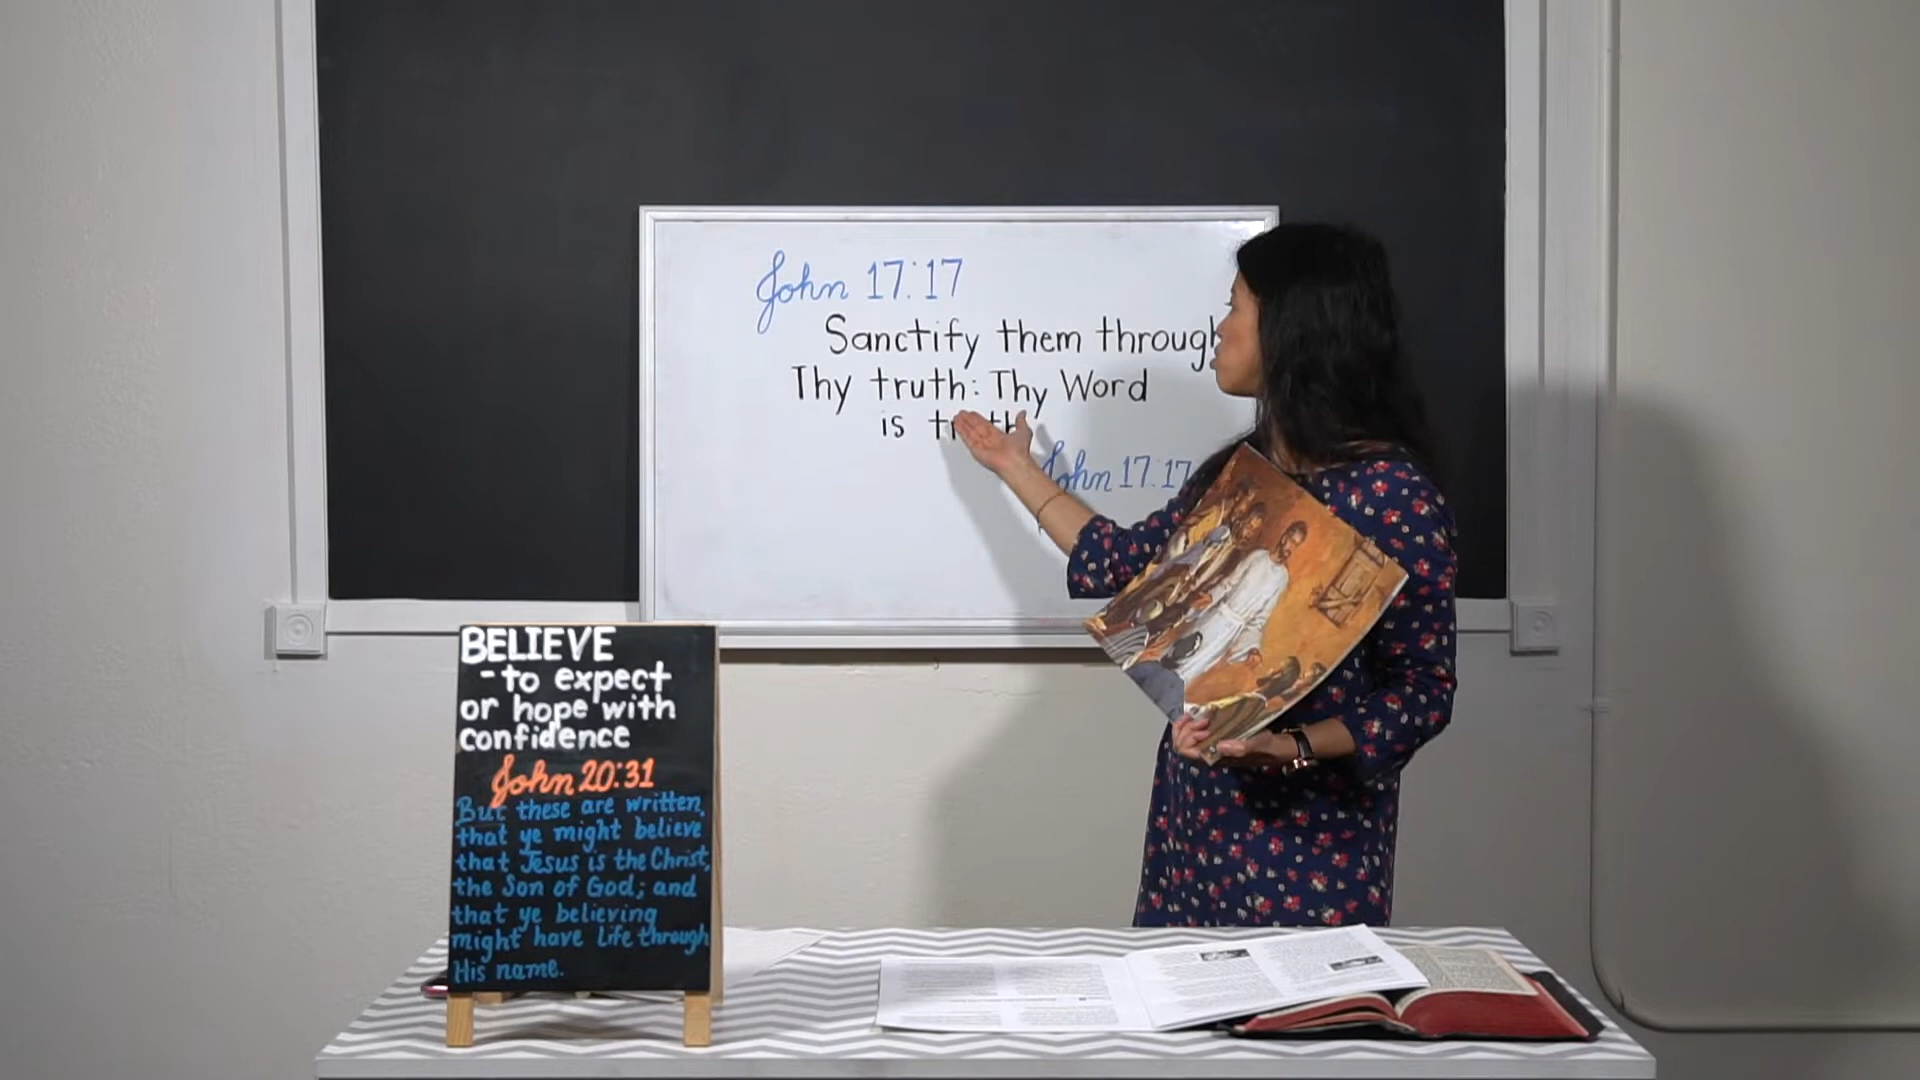 John 17:17
Sanctify them through
Thy truth: Thy Word
is truth
John 17:17
BELIEVE
- to expect
or hope with
confidence
John 20:31
But these are written,
that ye might believe
that Jesus is the Christ,
the Son of God; and
that ye believing
might have life through
His name.